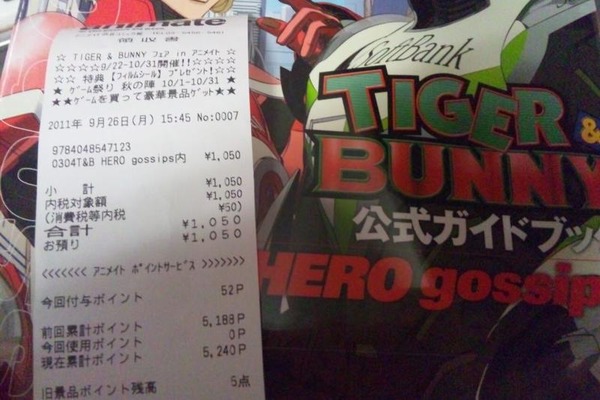 領収書
☆ TIGER & BUNNY フェア in アニメイト ☆
☆☆☆☆9/22-10/31開催!!☆☆☆☆
☆☆ 特典【フィルムシール】プレゼント!☆☆
★ ゲーム祭り 秋の陣 10/1-10/31 ★
★★ゲームを買って豪華景品ゲット★★
2011年 9月26日(月) 15:45 No:0007
9784048547123
0304T&B HERO gossips内 ¥1,050
小 計 ¥1,050
内税対象額 ¥1,050
(消費税等内税 ¥50)
合計 ¥1,050
お預り ¥1,050
<<<<<<< アニメイト ポイントサービス >>>>>>>
今回付与ポイント 52P
前回累計ポイント 5,188P
今回使用ポイント 0P
現在累計ポイント 5,240P
旧景品ポイント残高 5点
SoftBank
TIGER &
BUNNY
公式ガイドブッ
HERO gossip